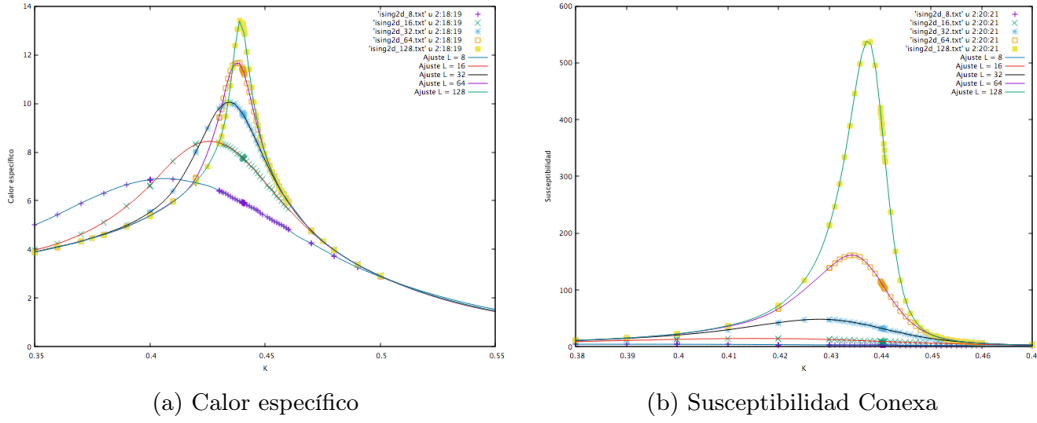 'ising2d_8.txt' u 2:18:19
'ising2d_16.txt' u 2:18:19
'ising2d_32.txt' u 2:18:19
'ising2d_64.txt' u 2:18:19
'ising2d_128.txt' u 2:18:19
Ajuste L = 8
Ajuste L = 16
Ajuste L = 32
Ajuste L = 64
Ajuste L = 128
14
12
10
8
6
4
2
0
Calor específico
0.35
0.4
0.45
0.5
0.55
K
(a) Calor específico
'ising2d_8.txt' u 2:20:21
'ising2d_16.txt' u 2:20:21
'ising2d_32.txt' u 2:20:21
'ising2d_64.txt' u 2:20:21
'ising2d_128.txt' u 2:20:21
Ajuste L = 8
Ajuste L = 16
Ajuste L = 32
Ajuste L = 64
Ajuste L = 128
600
500
400
300
200
100
0
Susceptibilidad
0.38
0.39
0.4
0.41
0.42
0.43
0.44
0.45
0.46
0.4
K
(b) Susceptibilidad Conexa